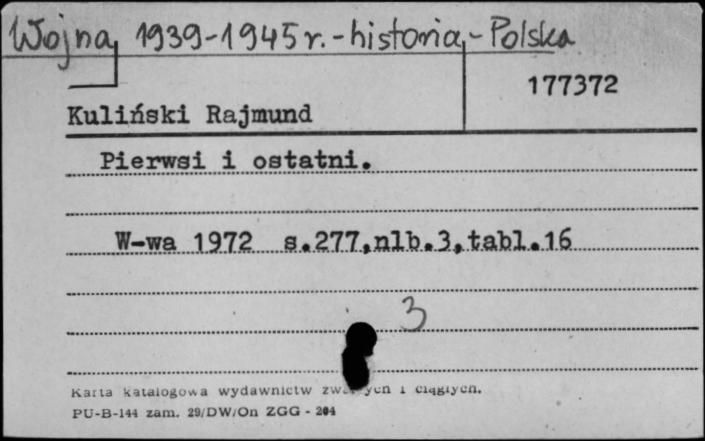 Wojna 1939-1945 r. - historia - Polska
177372
Kuliński Rajmund
Pierwsi i ostatni.
W-wa 1972 s.277,nlb.3,tabl.16
3
Karta katalogowa wydawnictw i ciągłych.
PU-B-144 zam. 29/DW/On ZGG - 204